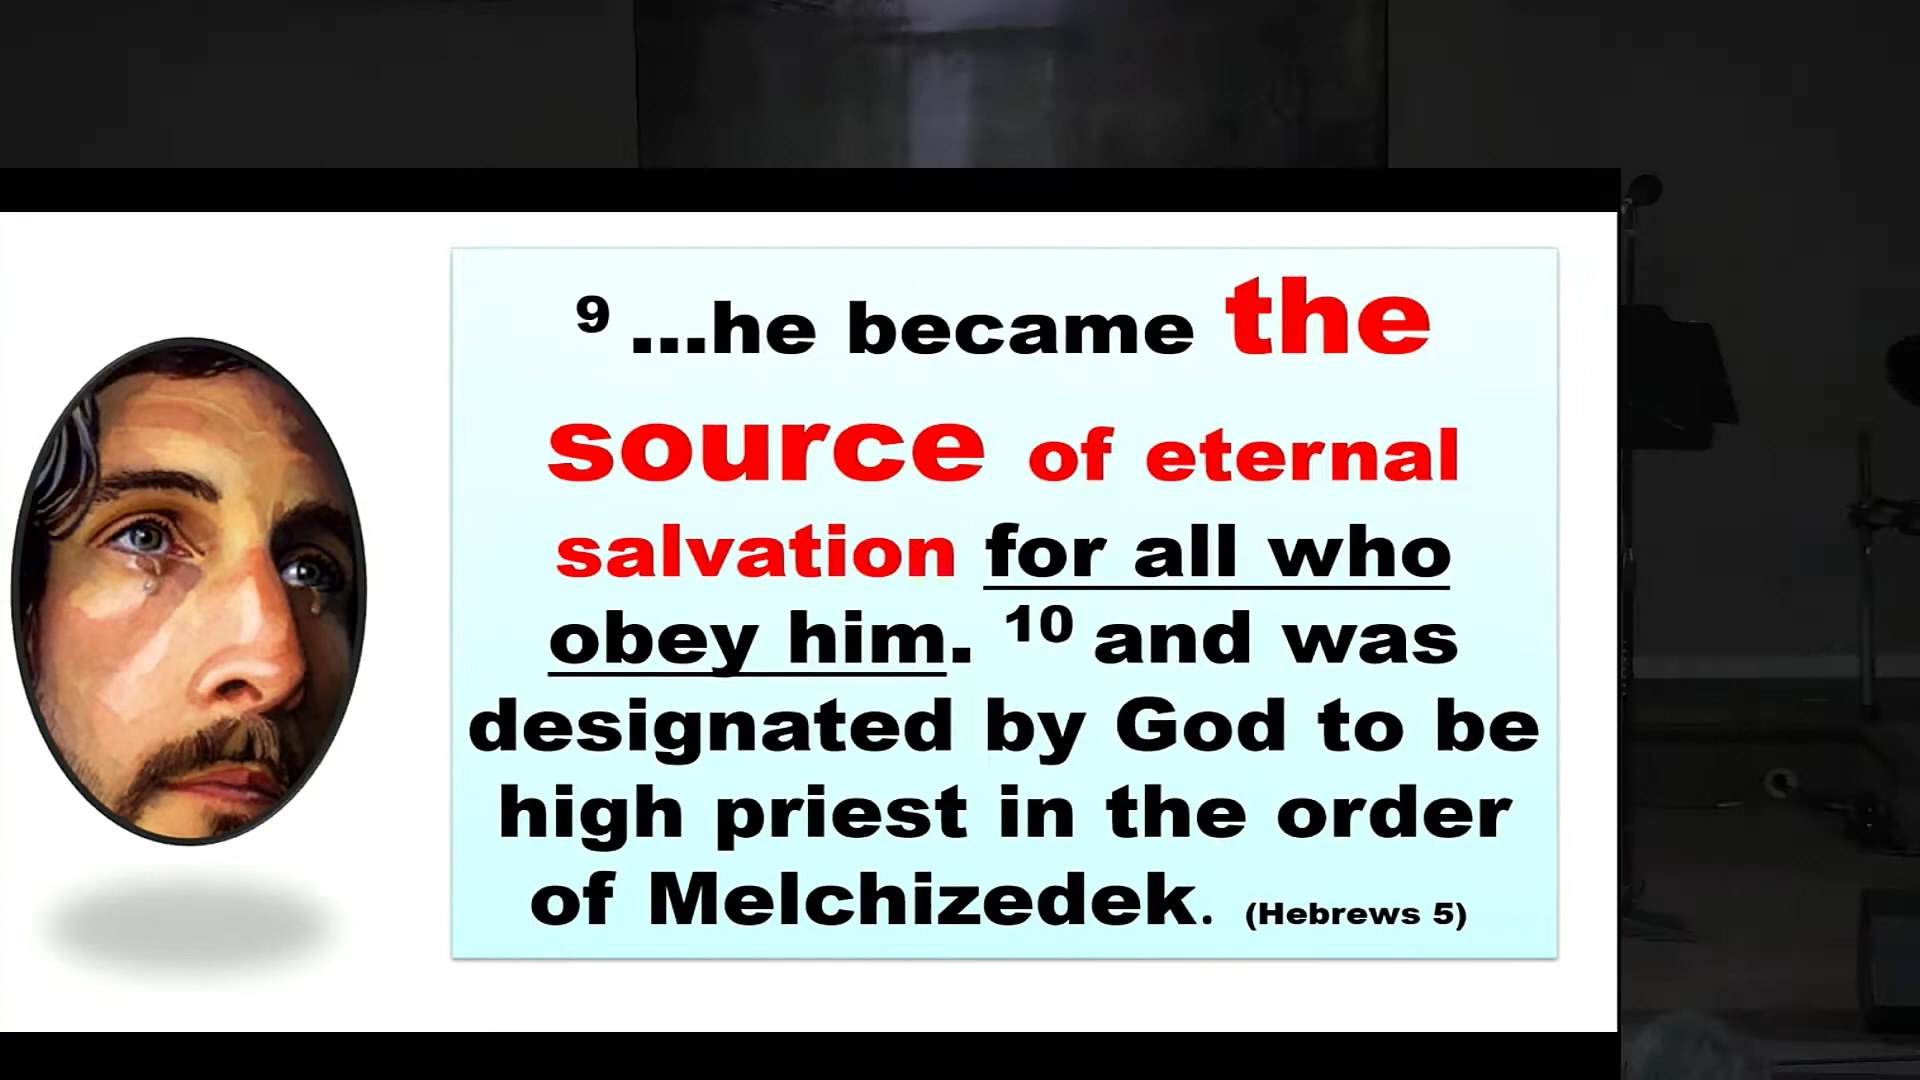 9 ...he became the
source of eternal
salvation for all who
obey him. 10 and was
designated by God to be
high priest in the order
of Melchizedek. (Hebrews 5)